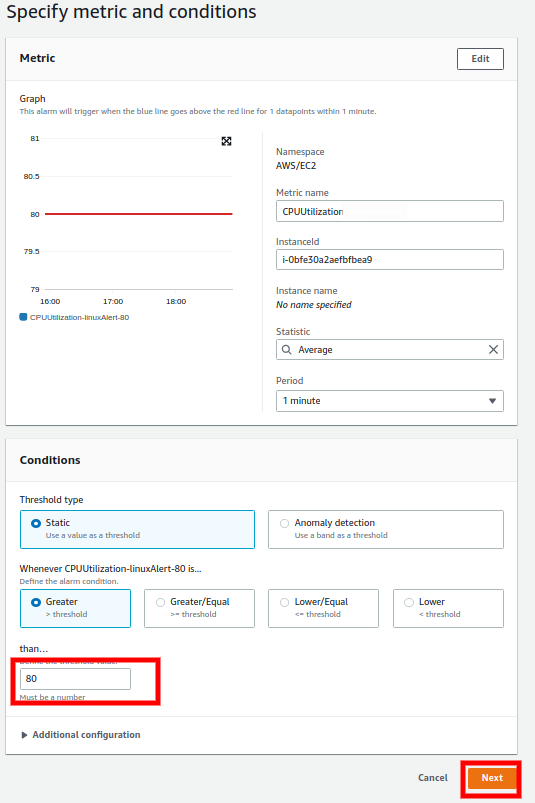 Specify metric and conditions
Metric
Edit
Graph
This alarm will trigger when the blue line goes above the red line for 1 datapoints within 1 minute.
81
80.5
80
79.5
79
16:00
17:00
18:00
CPUUtilization-linuxAlert-80
Namespace
AWS/EC2
Metric name
CPUUtilization
InstanceId
i-0bfe30a2aefbfbea9
Instance name
No name specified
Statistic
Average
Period
1 minute
Conditions
Threshold type
Static
Use a value as a threshold
Anomaly detection
Use a band as a threshold
Whenever CPUUtilization-linuxAlert-80 is...
Define the alarm condition.
Greater
> threshold
Greater/Equal
>= threshold
Lower/Equal
<= threshold
Lower
< threshold
than...
Define the threshold value.
80
Must be a number
Additional configuration
Cancel
Next